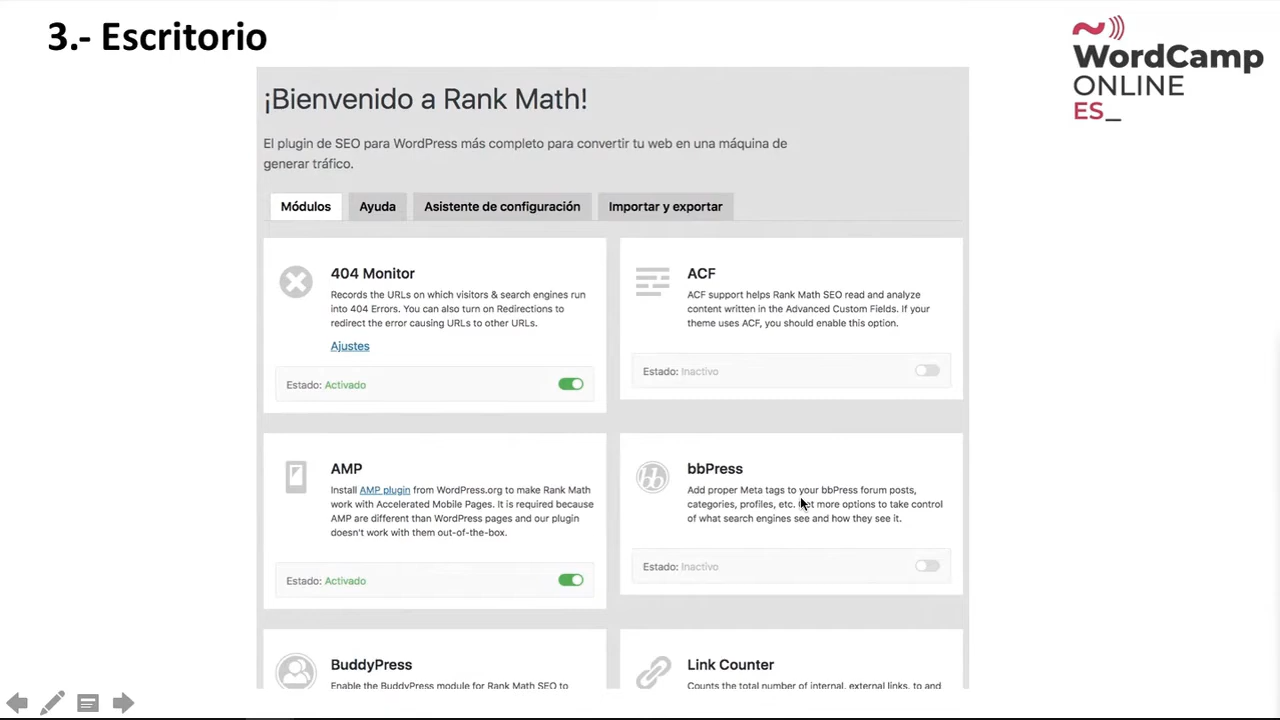 3.- Escritorio
WordCamp
ONLINE
ES_
¡Bienvenido a Rank Math!
El plugin de SEO para WordPress más completo para convertir tu web en una máquina de
generar tráfico.
Módulos
Ayuda
Asistente de configuración
Importar y exportar
404 Monitor
Records the URLs on which visitors & search engines run
into 404 Errors. You can also turn on Redirections to
redirect the error causing URLs to other URLs.
Ajustes
Estado: Activado
ACF
ACF support helps Rank Math SEO read and analyze
content written in the Advanced Custom Fields. If your
theme uses ACF, you should enable this option.
Estado: Inactivo
AMP
Install AMP plugin from WordPress.org to make Rank Math
work with Accelerated Mobile Pages. It is required because
AMP are different than WordPress pages and our plugin
doesn't work with them out-of-the-box.
Estado: Activado
bbPress
Add proper Meta tags to your bbPress forum posts,
categories, profiles, etc. Get more options to take control
of what search engines see and how they see it.
Estado: Inactivo
BuddyPress
Enable the BuddyPress module for Rank Math SEO to
Link Counter
Counts the total number of internal, external links, to and